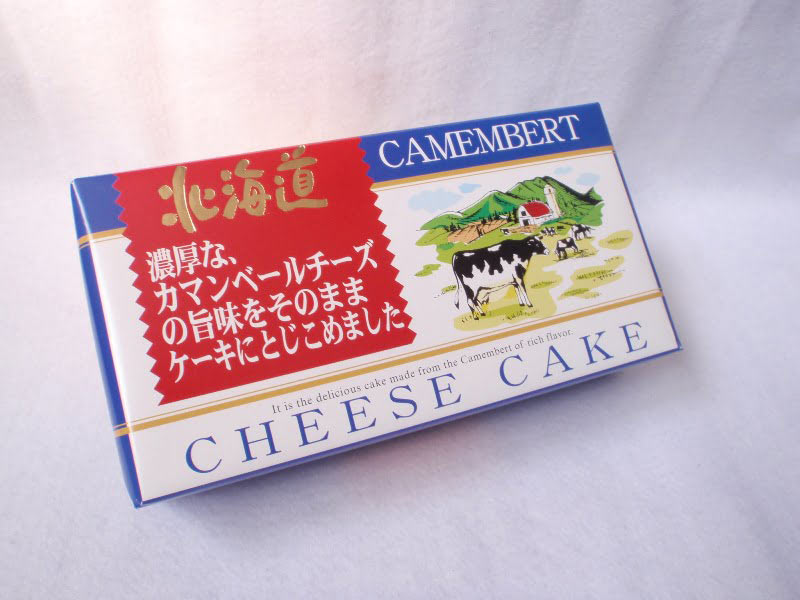 北海道
濃厚な、
カマンベールチーズ
の旨味をそのまま
ケーキにとじこめました
CAMEMBERT
It is the delicious cake made from the Camembert of rich flavor.
CHEESE CAKE